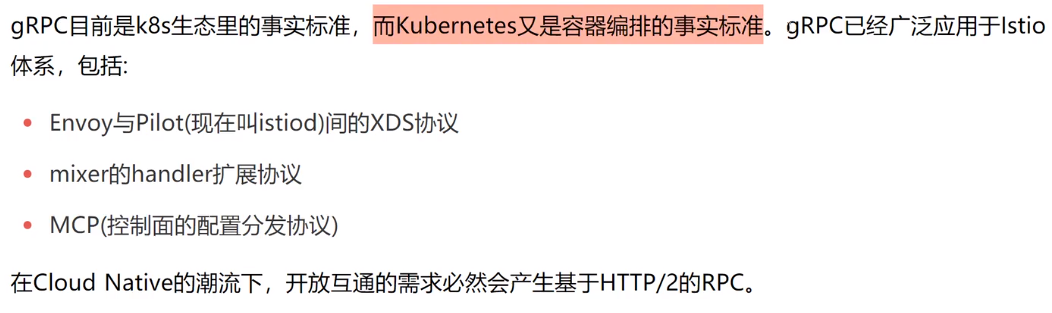 gRPC目前是k8s生态里的事实标准，而Kubernetes又是容器编排的事实标准。gRPC已经广泛应用于Istio
体系，包括:
Envoy与Pilot(现在叫istiod)间的XDS协议
mixer的handler扩展协议
MCP(控制面的配置分发协议)
在Cloud Native的潮流下，开放互通的需求必然会产生基于HTTP/2的RPC。